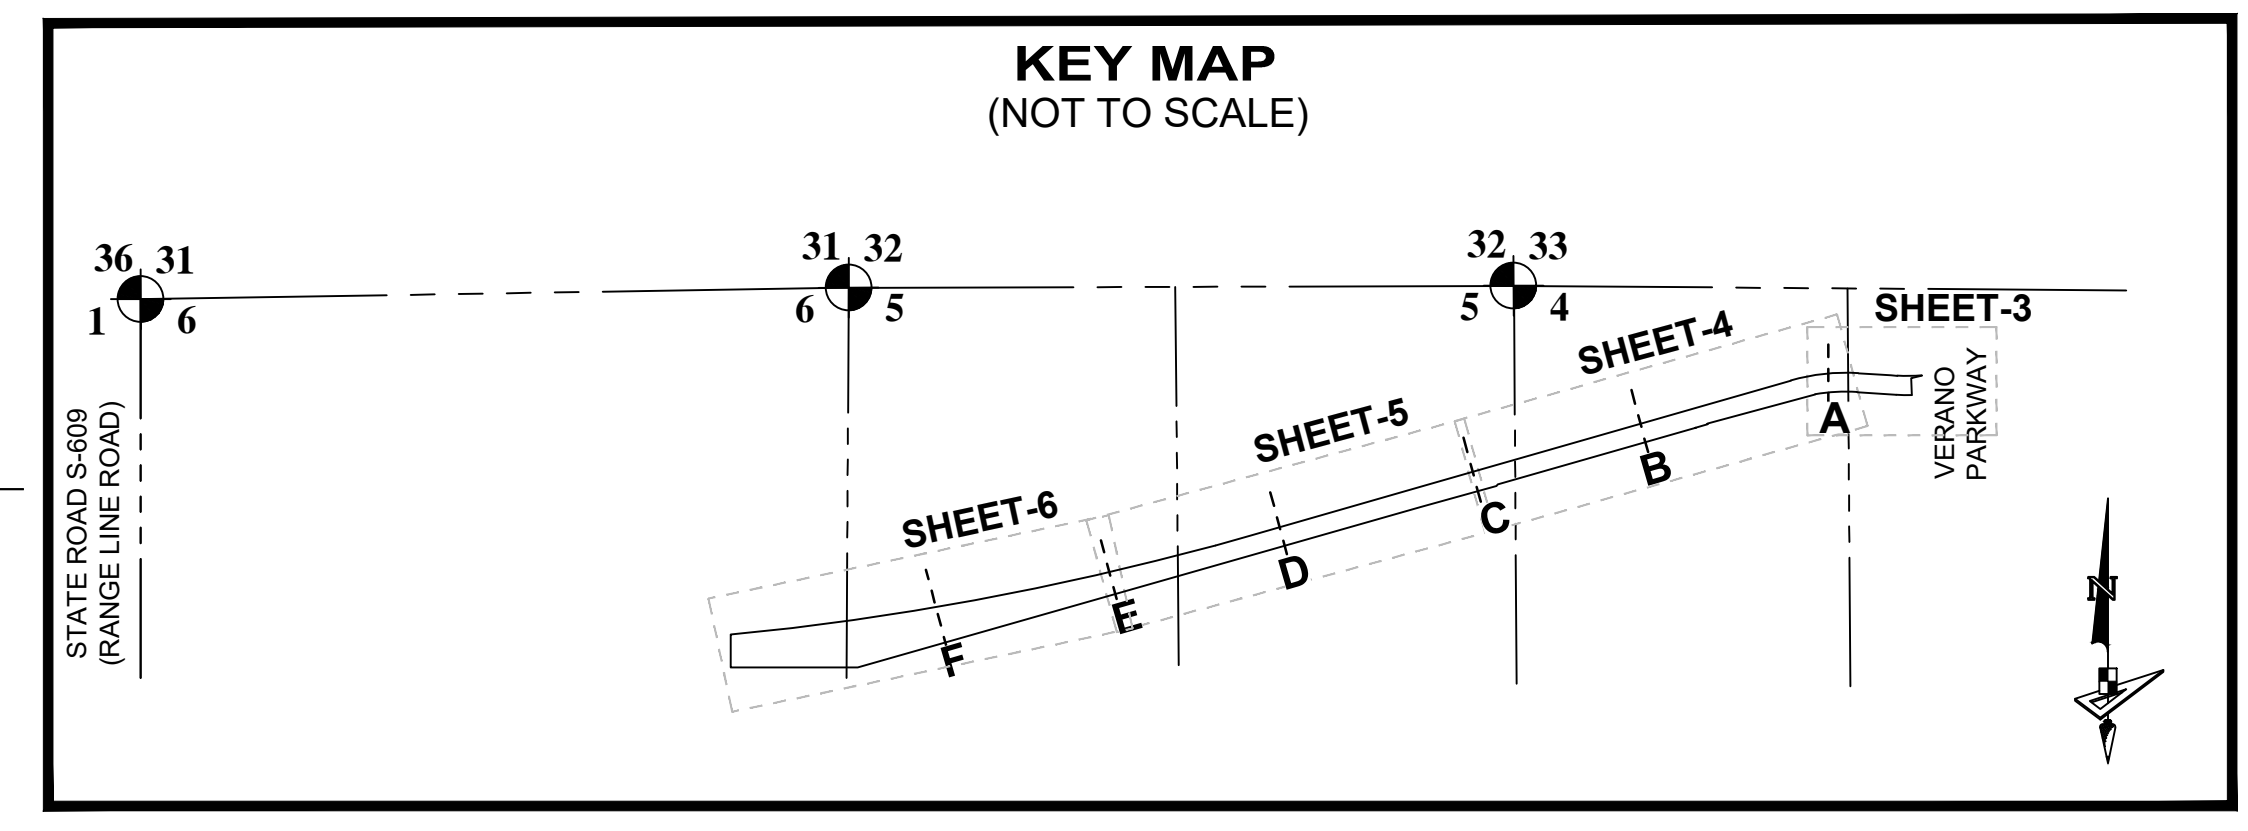 KEY MAP
(NOT TO SCALE)
36 31
1 6
31 32
6 5
32 33
5 4
SHEET-3
SHEET-4
SHEET-5
SHEET-6
A
B
C
D
E
F
VERANO
PARKWAY
STATE ROAD S-609
(RANGE LINE ROAD)
N